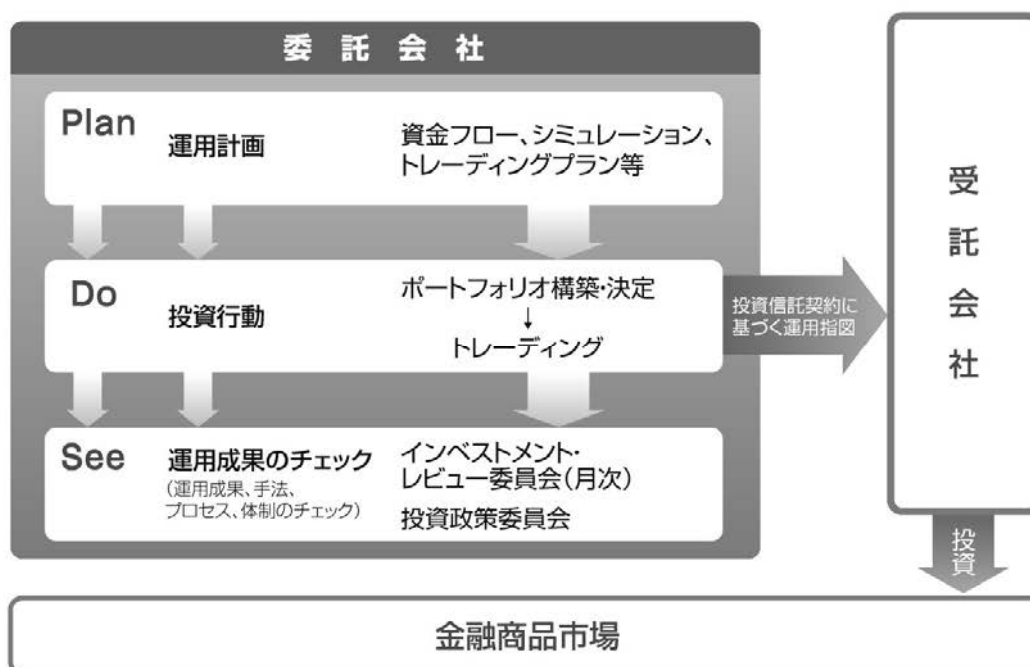 委託会社
Plan
運用計画
資金フロー、シミュレーション、
トレーディングプラン等
Do
投資行動
ポートフォリオ構築・決定
↓
トレーディング
投資信託契約に
基づく運用指図
See
運用成果のチェック
(運用成果、手法、
プロセス、体制のチェック)
インベストメント・
レビュー委員会(月次)
投資政策委員会
受託会社
投資
金融商品市場